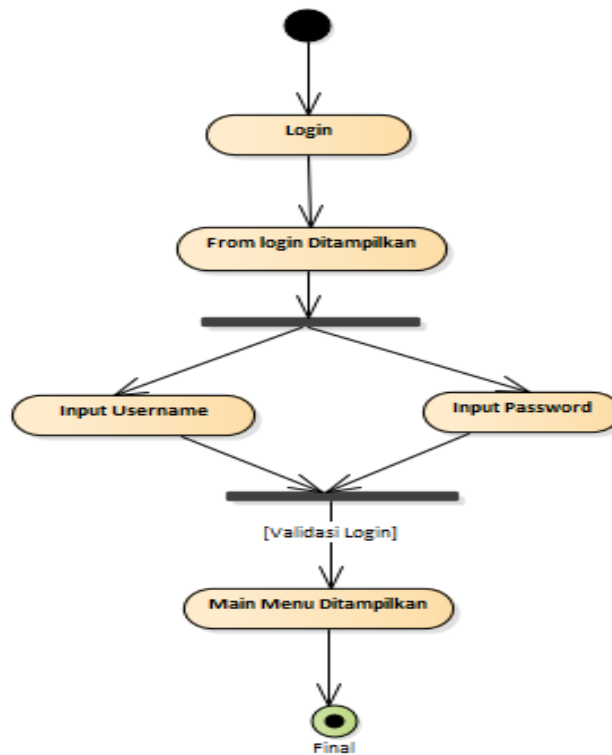 Login
From login Ditampilkan
Input Username
Input Password
[Validasi Login]
Main Menu Ditampilkan
Final